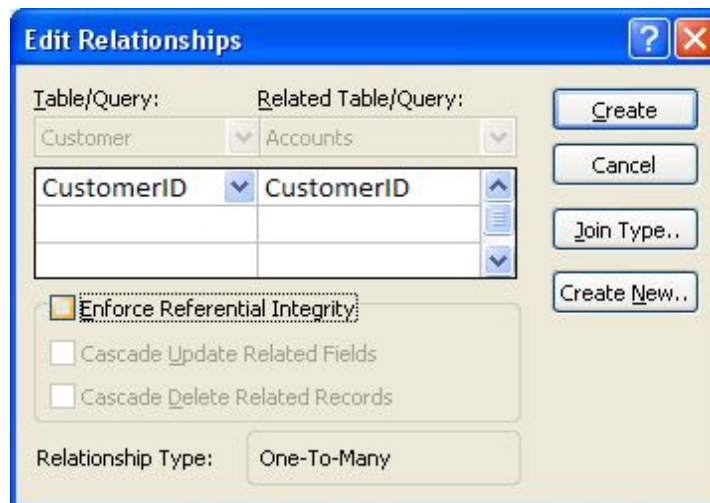 Edit Relationships
Table/Query: Related Table/Query:
Create
Customer Accounts
CustomerID CustomerID
Cancel
Join Type..
Create New..
Enforce Referential Integrity
Cascade Update Related Fields
Cascade Delete Related Records
Relationship Type: One-To-Many